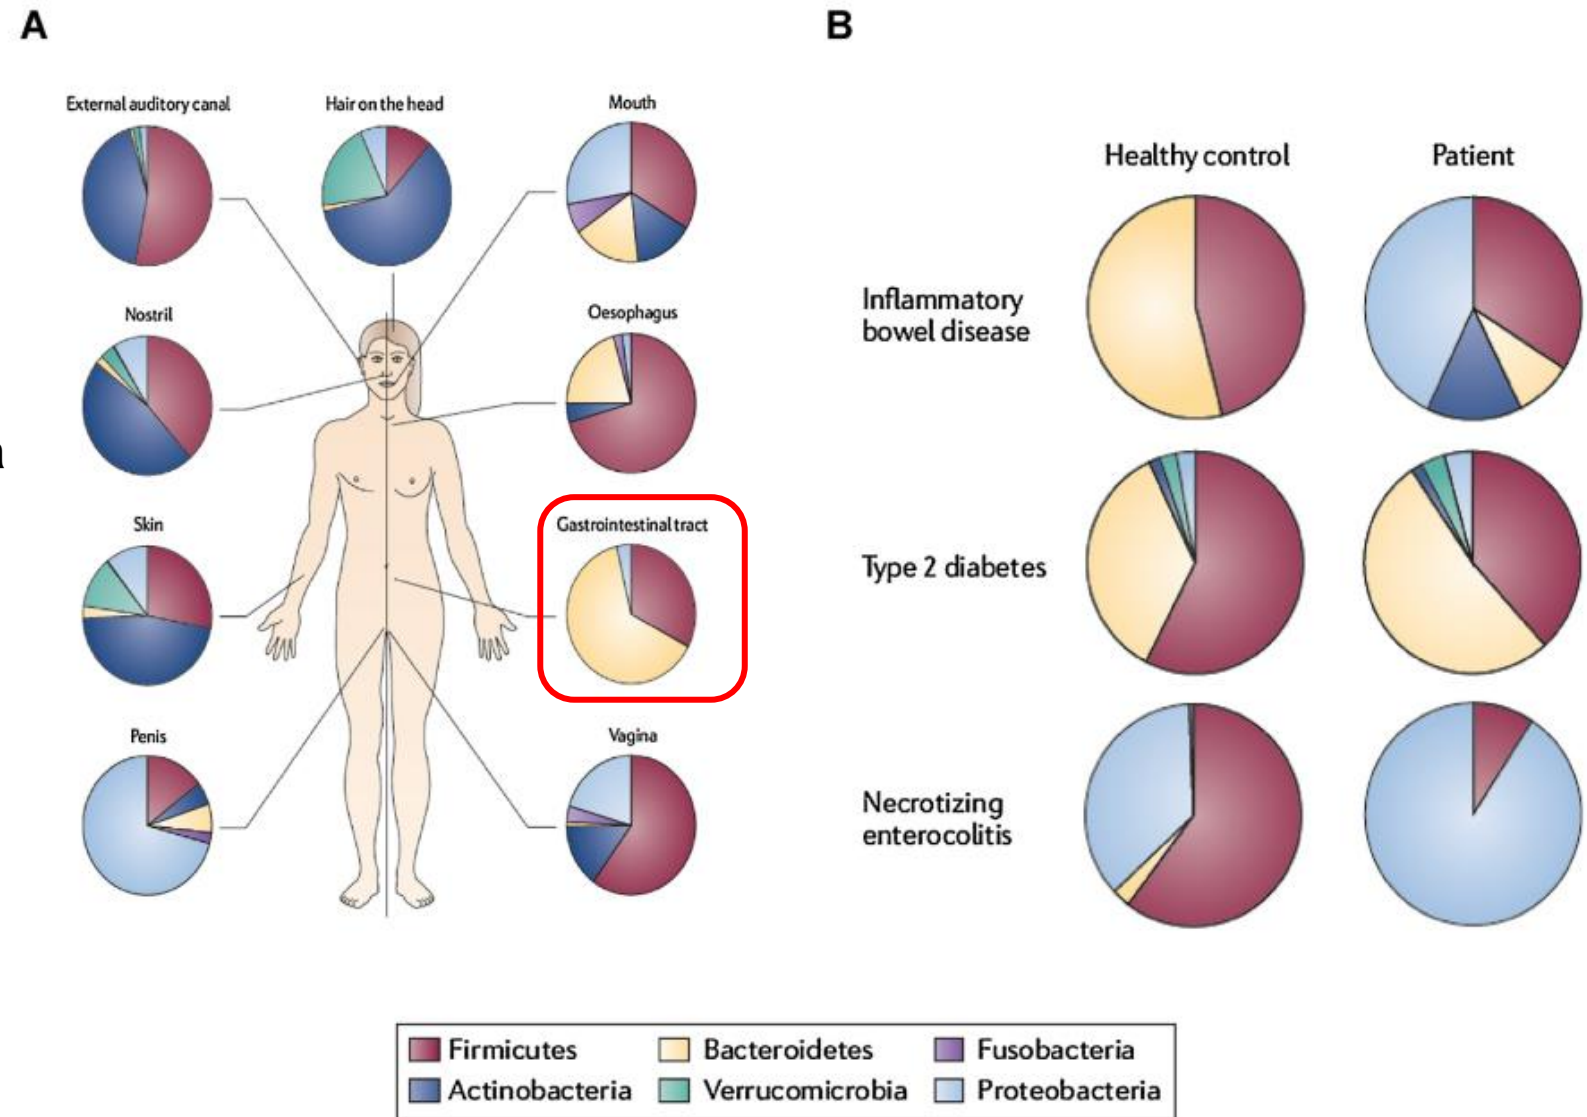 A
B
External auditory canal
Hair on the head
Mouth
Nostril
Oesophagus
Skin
Gastrointestinal tract
Penis
Vagina
Healthy control
Patient
Inflammatory
bowel disease
Type 2 diabetes
Necrotizing
enterocolitis
Firmicutes
Bacteroidetes
Fusobacteria
Actinobacteria
Verrucomicrobia
Proteobacteria